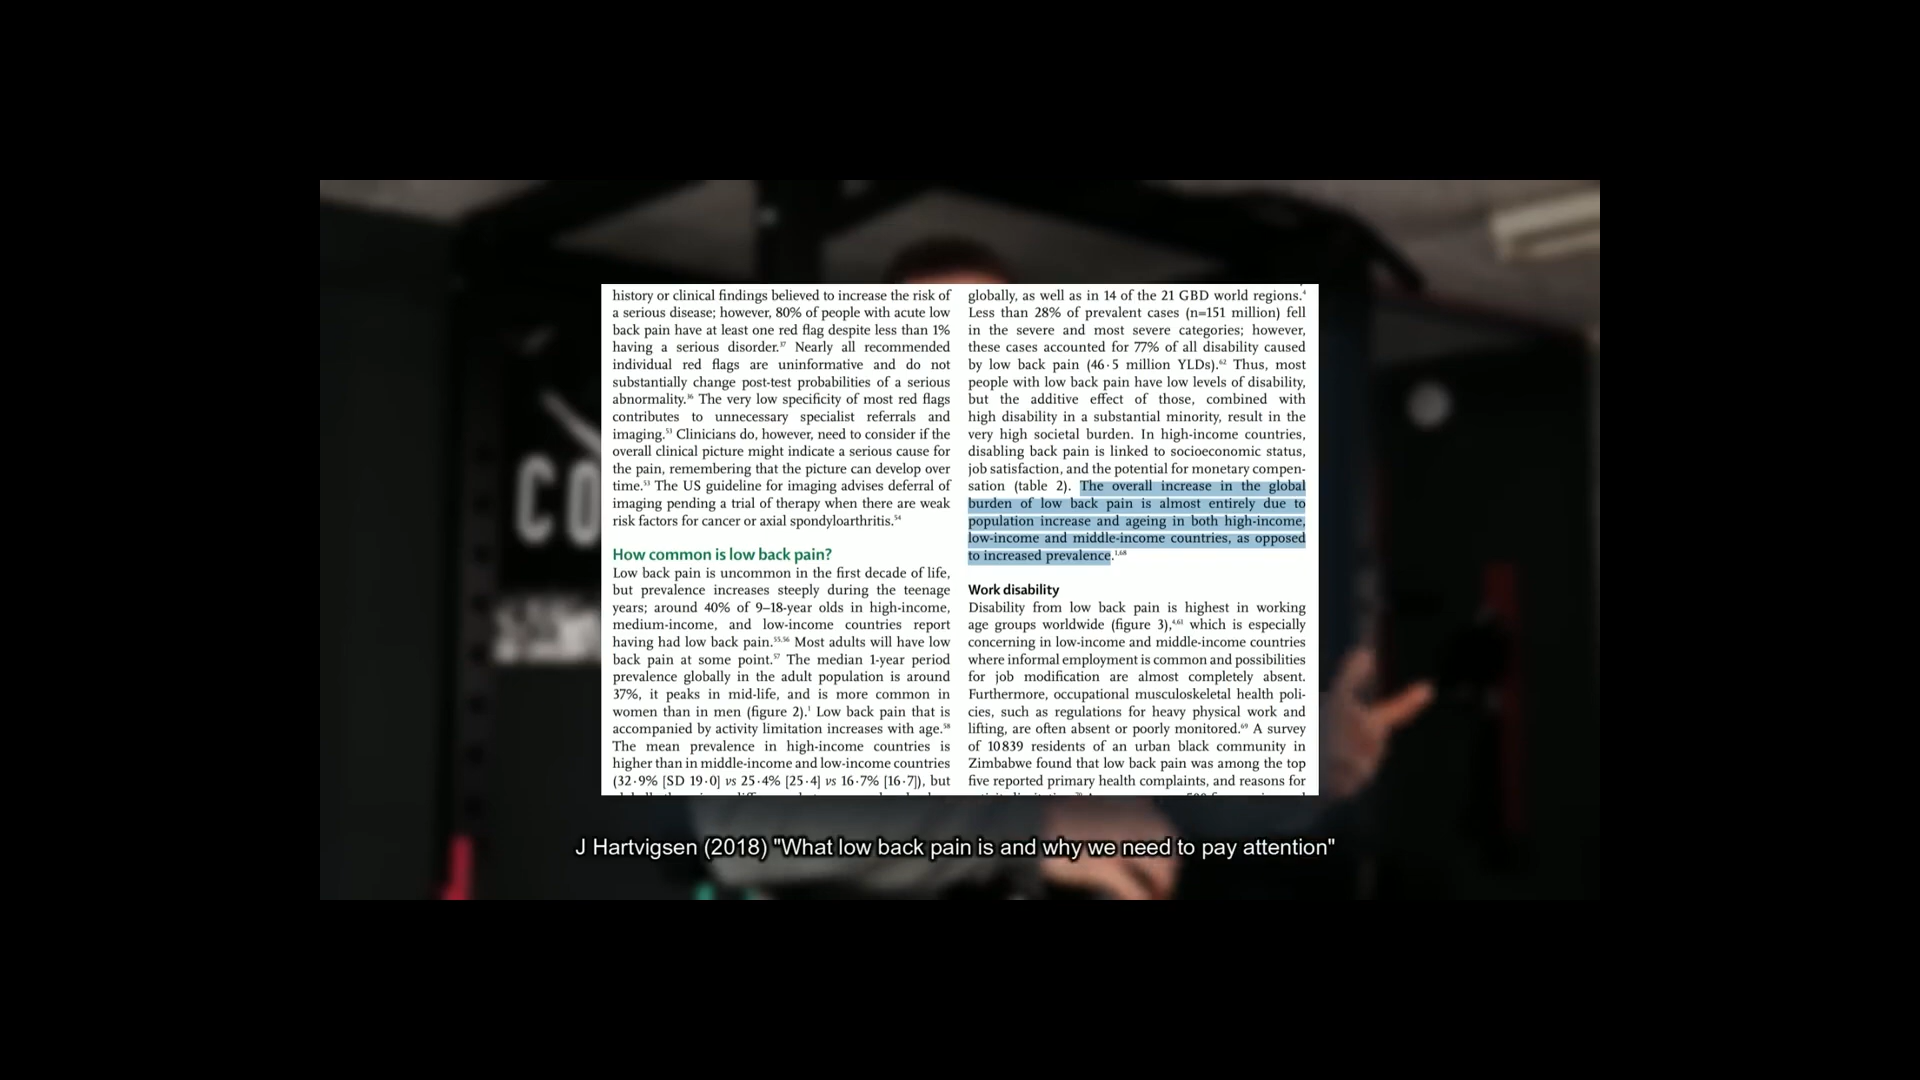 history or clinical findings believed to increase the risk of
a serious disease; however, 80% of people with acute low
back pain have at least one red flag despite less than 1%
having a serious disorder.³⁷ Nearly all recommended
individual red flags are uninformative and do not
substantially change post-test probabilities of a serious
abnormality.³⁶ The very low specificity of most red flags
contributes to unnecessary specialist referrals and
imaging.⁵³ Clinicians do, however, need to consider if the
overall clinical picture might indicate a serious cause for
the pain, remembering that the picture can develop over
time.⁵³ The US guideline for imaging advises deferral of
imaging pending a trial of therapy when there are weak
risk factors for cancer or axial spondyloarthritis.⁵⁴
How common is low back pain?
Low back pain is uncommon in the first decade of life,
but prevalence increases steeply during the teenage
years; around 40% of 9–18-year olds in high-income,
medium-income, and low-income countries report
having had low back pain.⁵⁵,⁵⁶ Most adults will have low
back pain at some point.⁵⁷ The median 1-year period
prevalence globally in the adult population is around
37%, it peaks in mid-life, and is more common in
women than in men (figure 2).¹ Low back pain that is
accompanied by activity limitation increases with age.⁵⁸
The mean prevalence in high-income countries is
higher than in middle-income and low-income countries
(32·9% [SD 19·0] vs 25·4% [25·4] vs 16·7% [16·7]), but
globally, as well as in 14 of the 21 GBD world regions.⁴
Less than 28% of prevalent cases (n=151 million) fell
in the severe and most severe categories; however,
these cases accounted for 77% of all disability caused
by low back pain (46·5 million YLDs).⁶² Thus, most
people with low back pain have low levels of disability,
but the additive effect of those, combined with
high disability in a substantial minority, result in the
very high societal burden. In high-income countries,
disabling back pain is linked to socioeconomic status,
job satisfaction, and the potential for monetary compen-
sation (table 2). The overall increase in the global
burden of low back pain is almost entirely due to
population increase and ageing in both high-income,
low-income and middle-income countries, as opposed
to increased prevalence.¹,⁶⁸
Work disability
Disability from low back pain is highest in working
age groups worldwide (figure 3),⁴,⁶¹ which is especially
concerning in low-income and middle-income countries
where informal employment is common and possibilities
for job modification are almost completely absent.
Furthermore, occupational musculoskeletal health poli-
cies, such as regulations for heavy physical work and
lifting, are often absent or poorly monitored.⁶⁹ A survey
of 10 839 residents of an urban black community in
Zimbabwe found that low back pain was among the top
five reported primary health complaints, and reasons for
CO
J Hartvigsen (2018) "What low back pain is and why we need to pay attention"